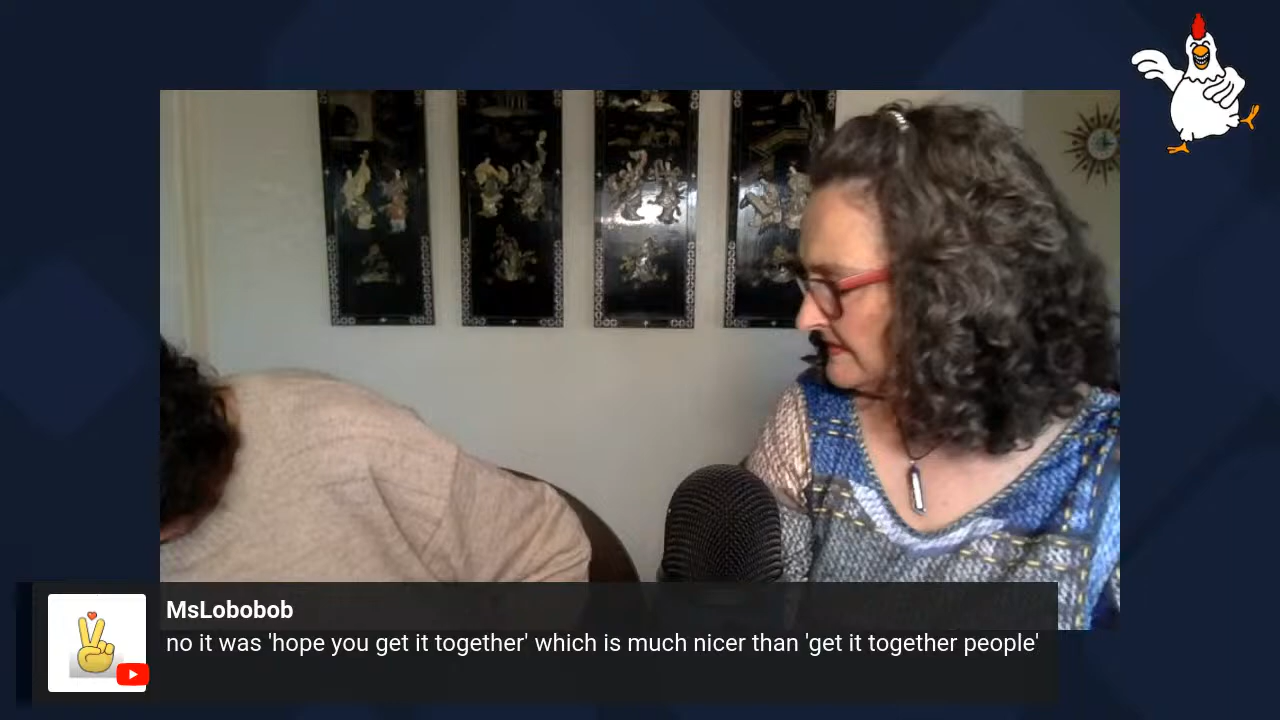 MsLobobob
no it was 'hope you get it together' which is much nicer than 'get it together people'